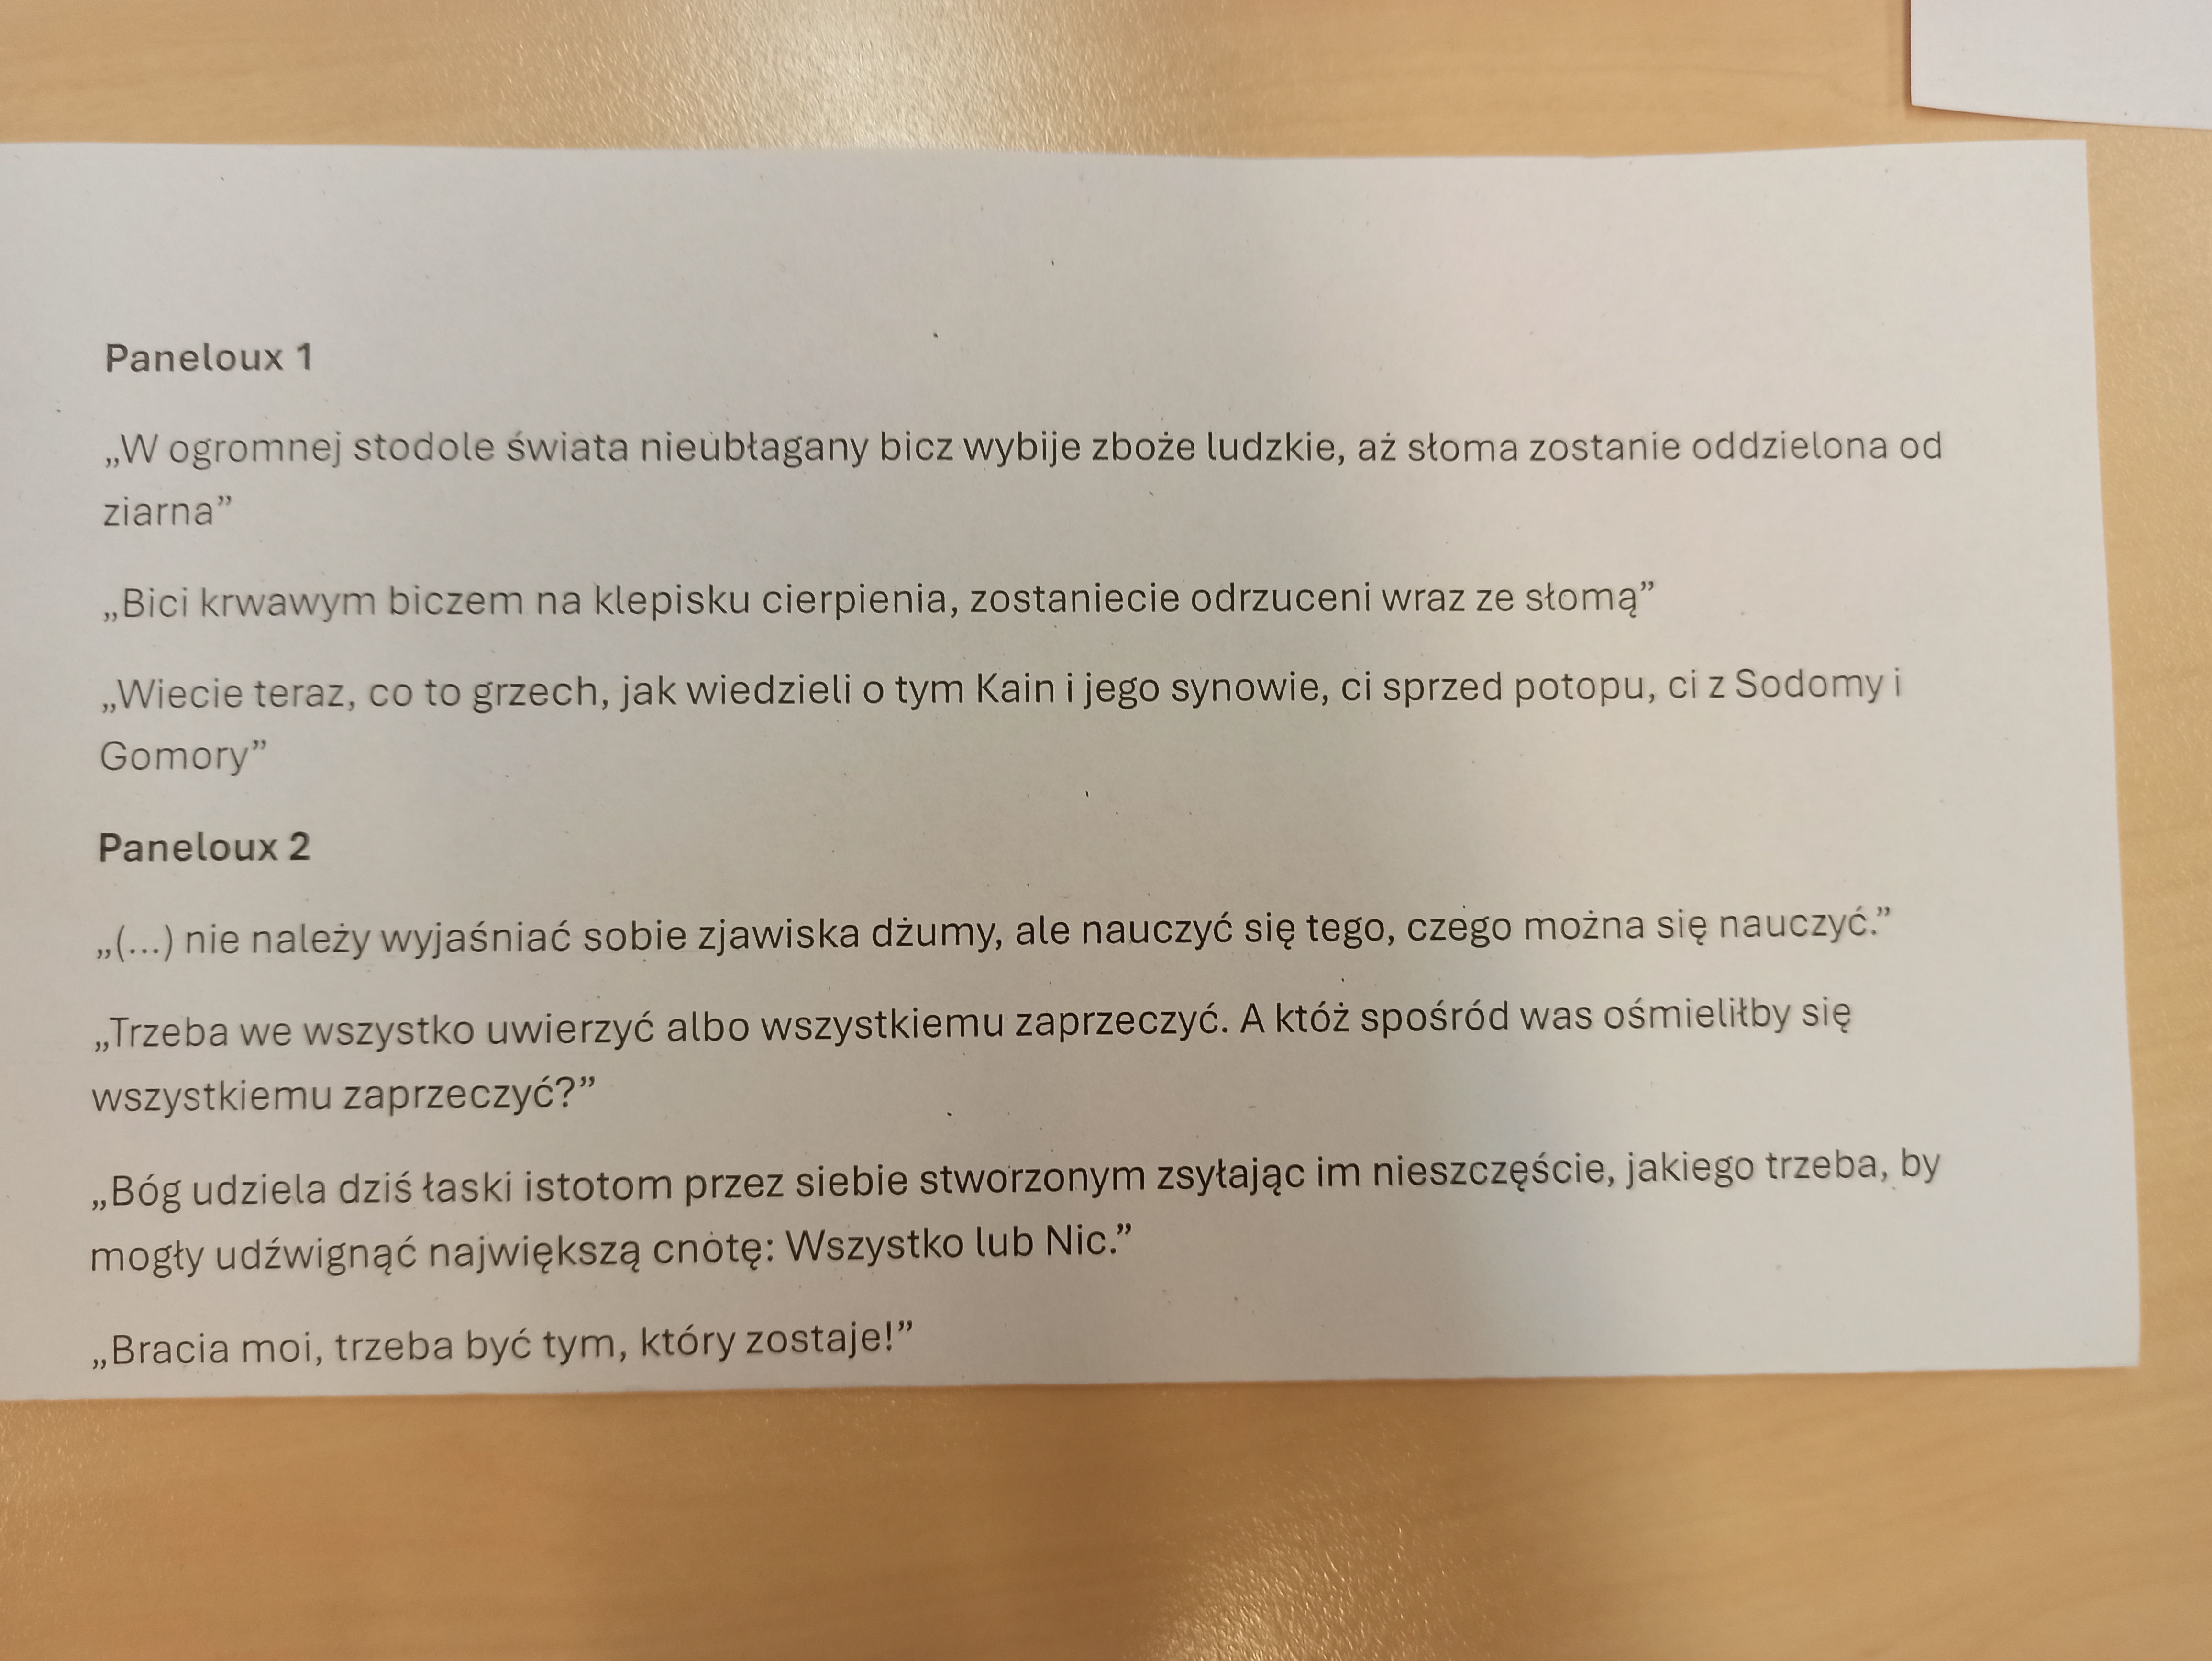 Paneloux 1
„W ogromnej stodole świata nieubłagany bicz wybije zboże ludzkie, aż słoma zostanie oddzielona od
ziarna”
„Bici krwawym biczem na klepisku cierpienia, zostaniecie odrzuceni wraz ze słomą”
„Wiecie teraz, co to grzech, jak wiedzieli o tym Kain i jego synowie, ci sprzed potopu, ci z Sodomy i
Gomory”
Paneloux 2
„(...) nie należy wyjaśniać sobie zjawiska dżumy, ale nauczyć się tego, czego można się nauczyć.”
„Trzeba we wszystko uwierzyć albo wszystkiemu zaprzeczyć. A któż spośród was ośmieliłby się
wszystkiemu zaprzeczyć?”
„Bóg udziela dziś łaski istotom przez siebie stworzonym zsyłając im nieszczęście, jakiego trzeba, by
mogły udźwignąć największą cnotę: Wszystko lub Nic.”
„Bracia moi, trzeba być tym, który zostaje!”